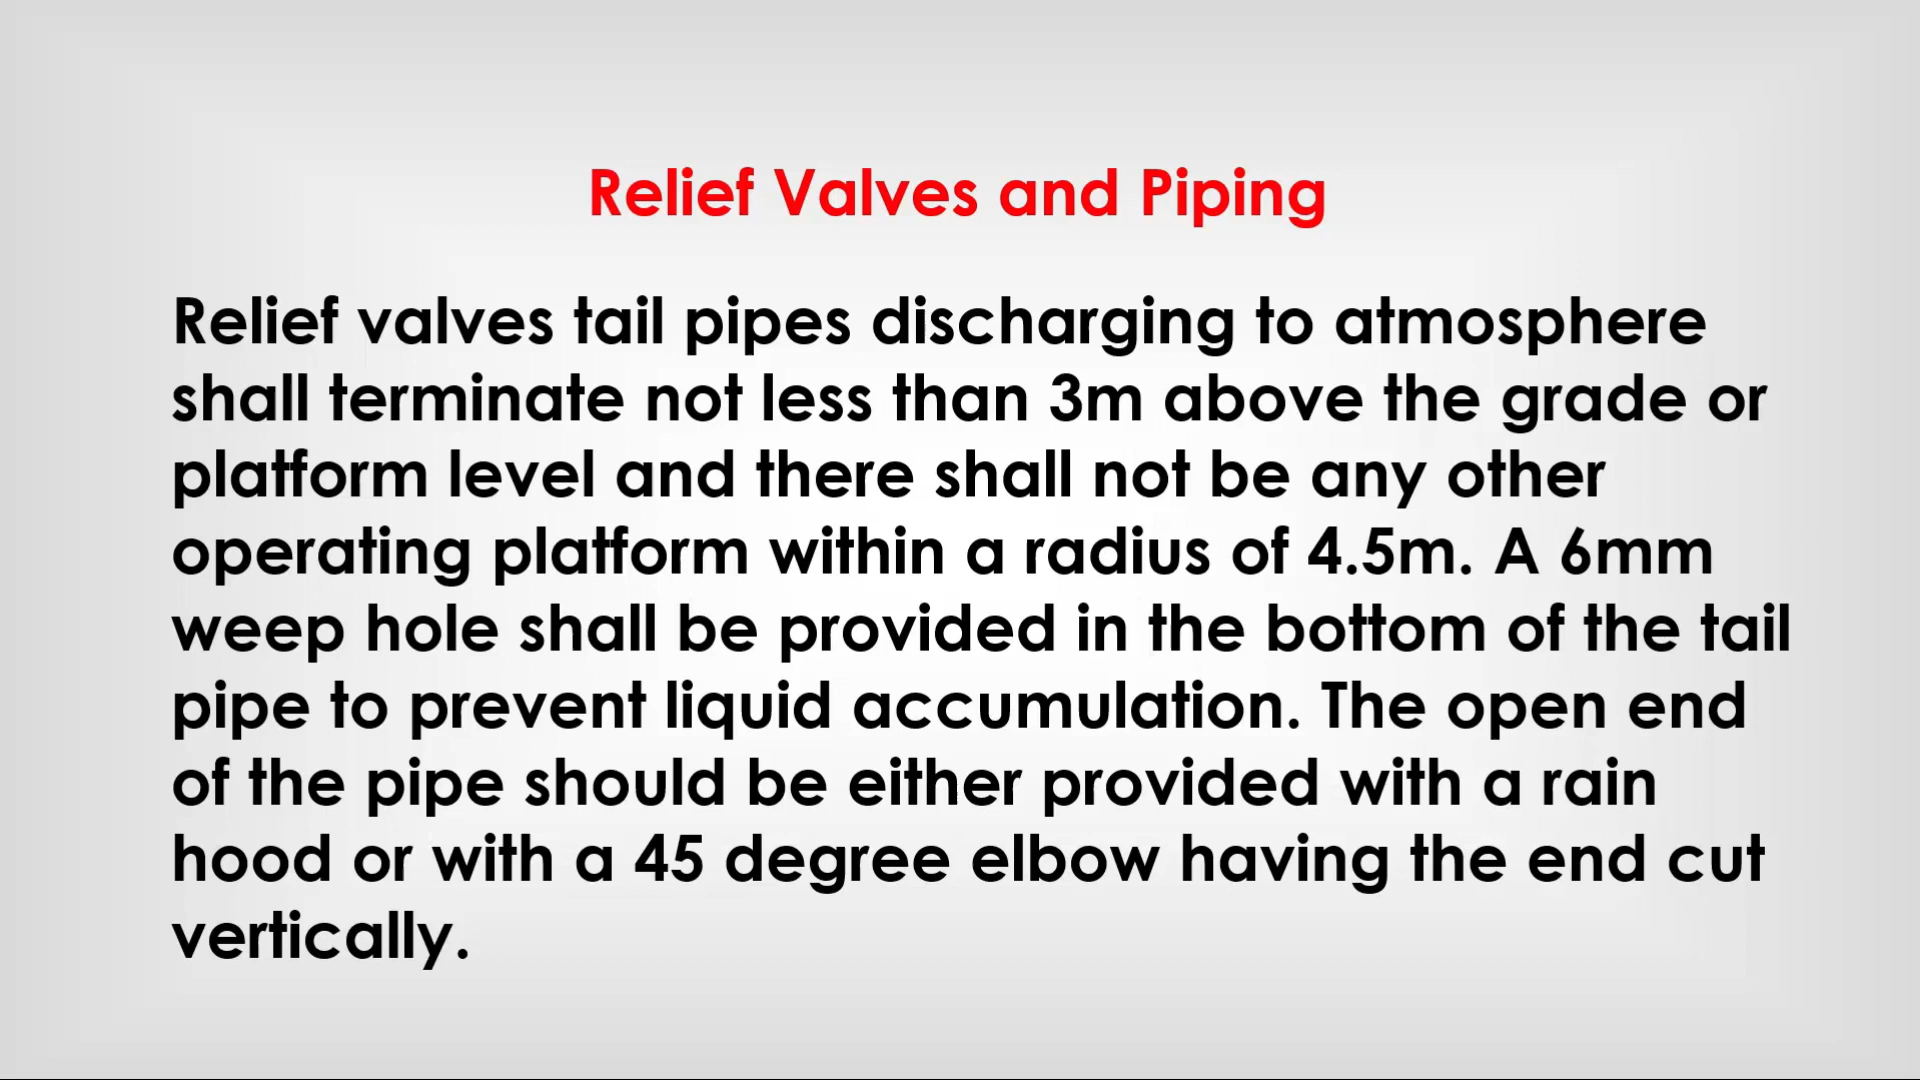 Relief Valves and Piping
Relief valves tail pipes discharging to atmosphere
shall terminate not less than 3m above the grade or
platform level and there shall not be any other
operating platform within a radius of 4.5m. A 6mm
weep hole shall be provided in the bottom of the tail
pipe to prevent liquid accumulation. The open end
of the pipe should be either provided with a rain
hood or with a 45 degree elbow having the end cut
vertically.